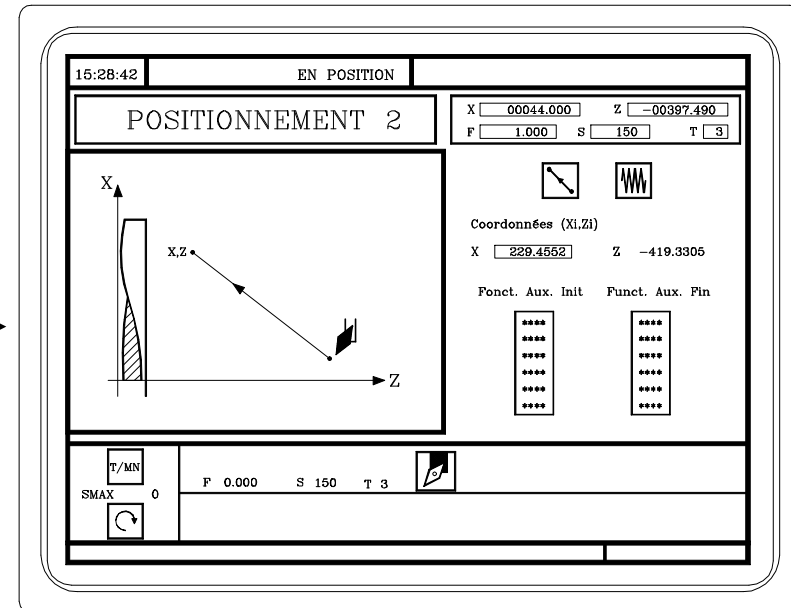 15:28:42 EN POSITION
POSITIONNEMENT 2
X 00044.000 Z -00397.490
F 1.000 S 150 T 3
X
X,Z
Z
Coordonnées (Xi,Zi)
X 229.4552 Z -419.3305
Fonct. Aux. Init Funct. Aux. Fin
**** ****
**** ****
**** ****
**** ****
**** ****
**** ****
T/MN
SMAX 0
F 0.000 S 150 T 3